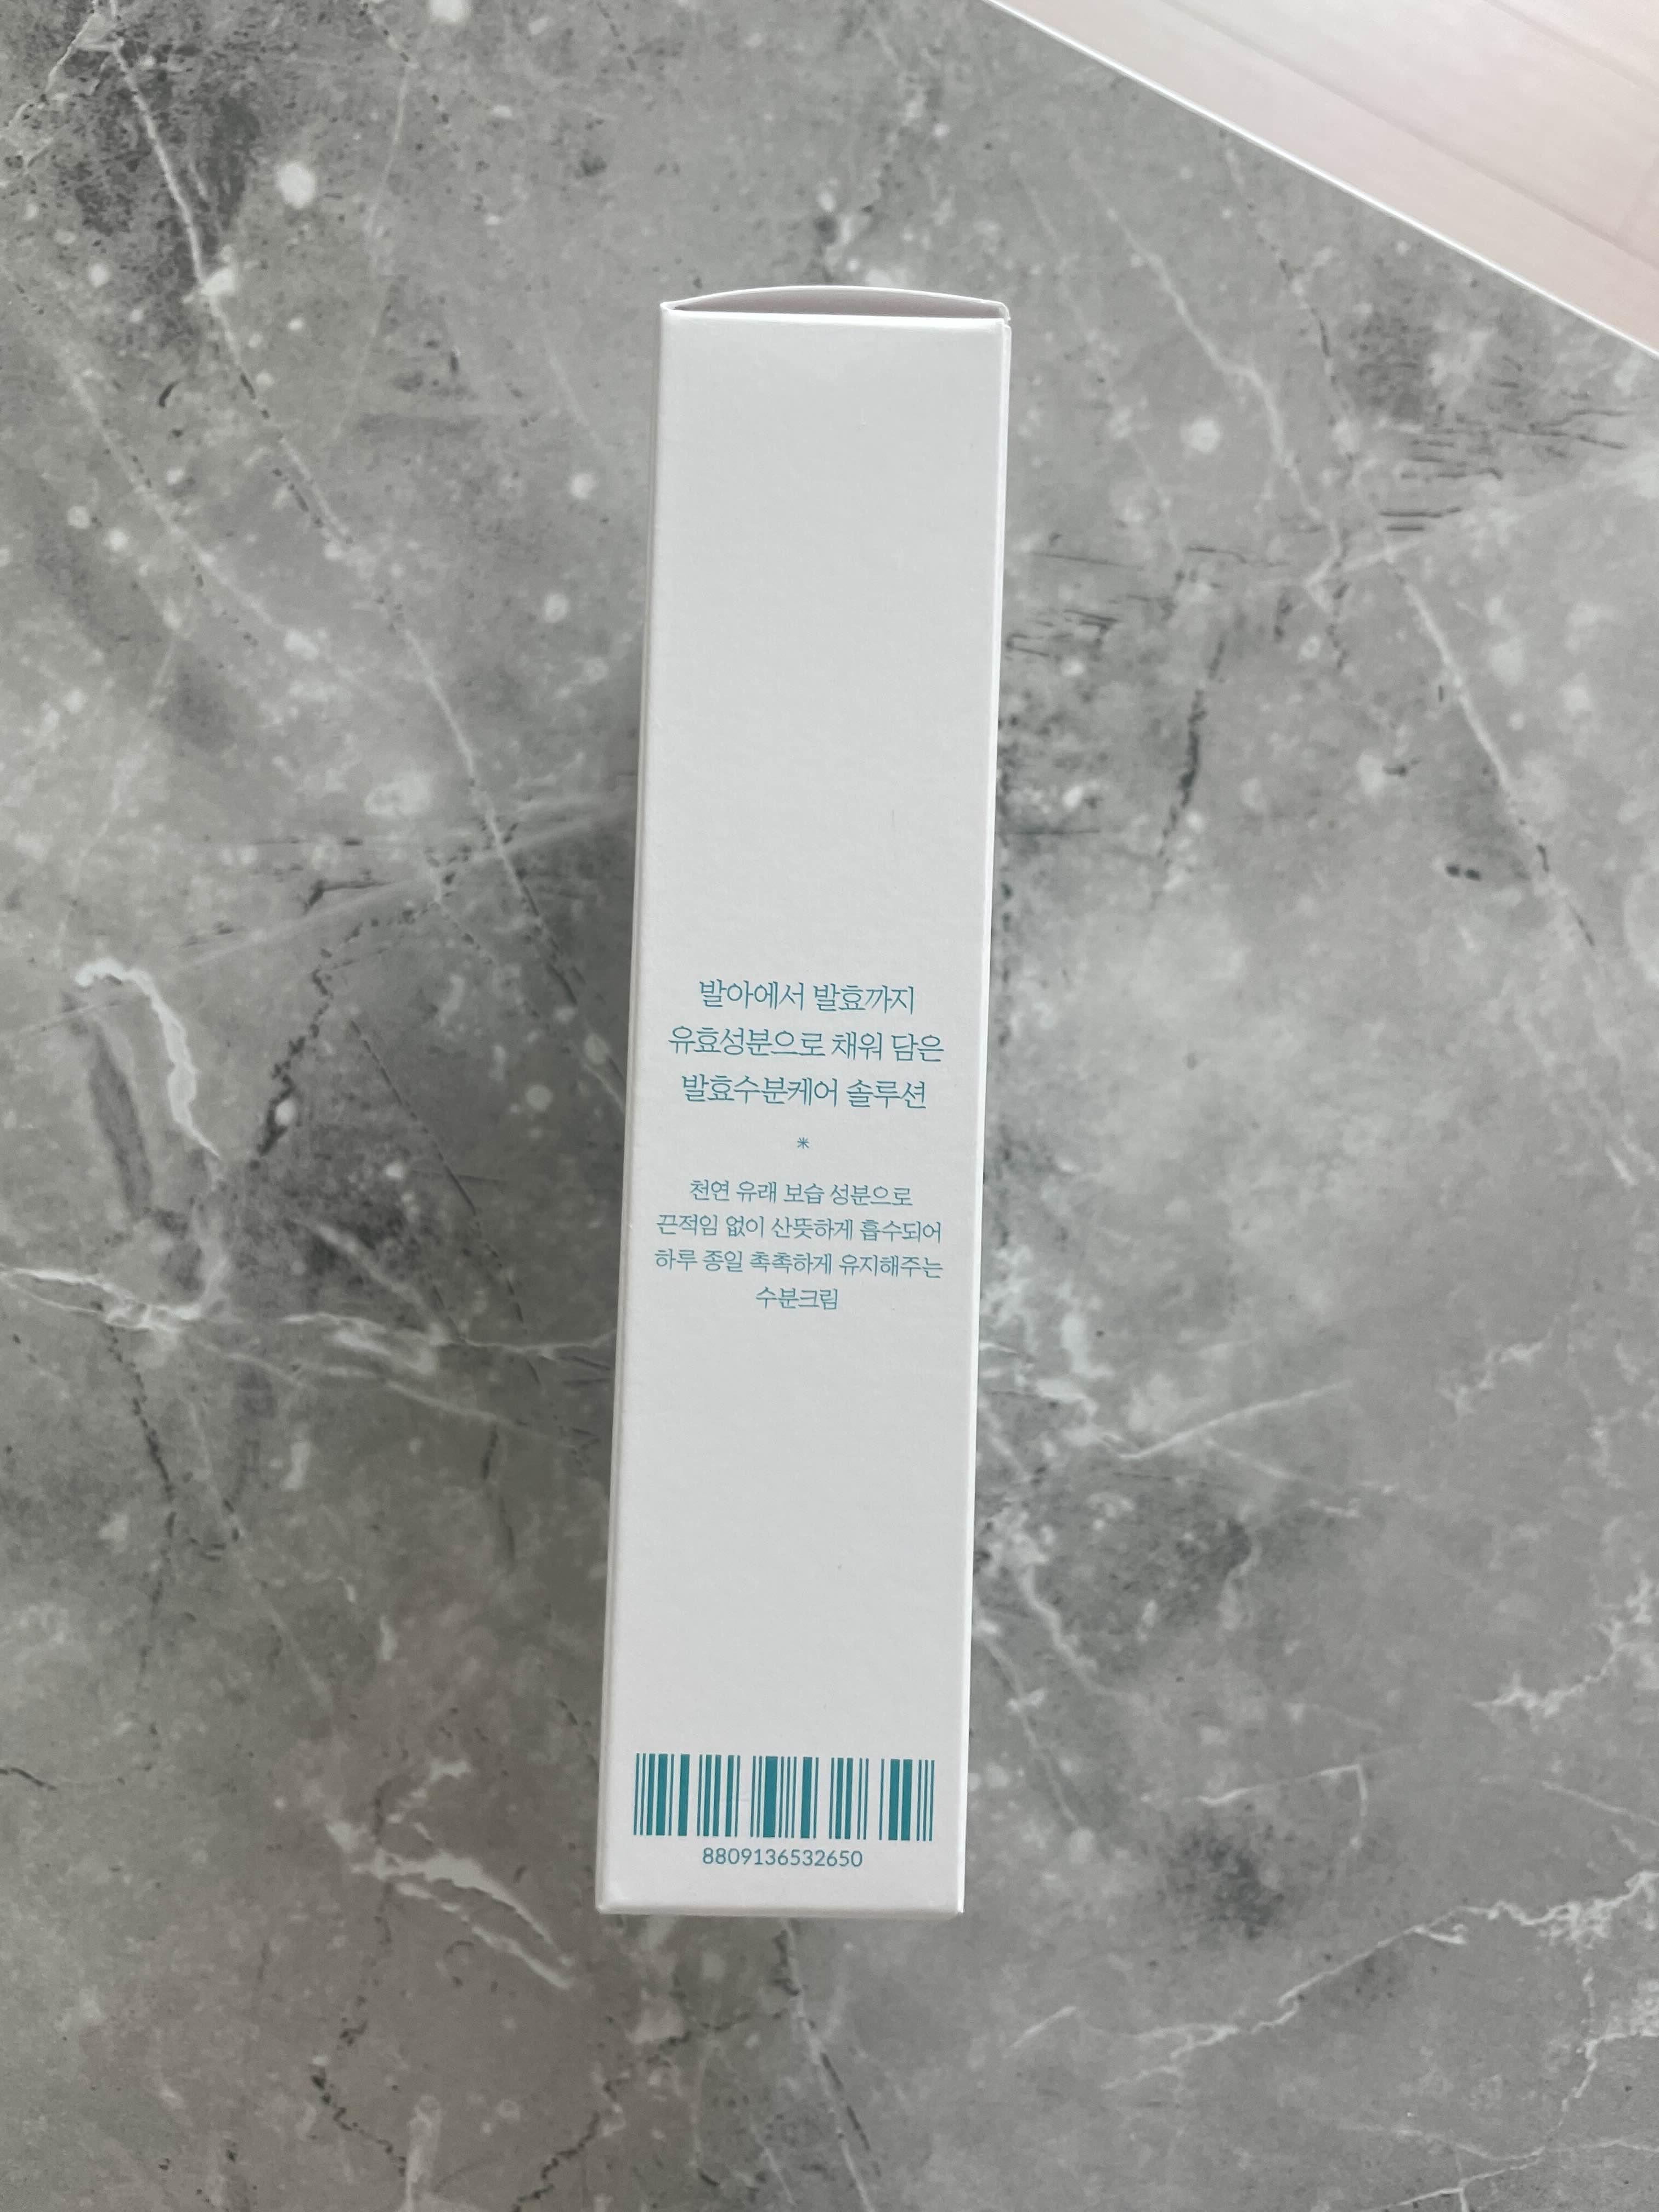 발아에서 발효까지
유효성분으로 채워 담은
발효수분케어 솔루션
米
천연 유래 보습 성분으로
끈적임 없이 산뜻하게 흡수되어
하루 종일 촉촉하게 유지해주는
수분크림
8809136532650